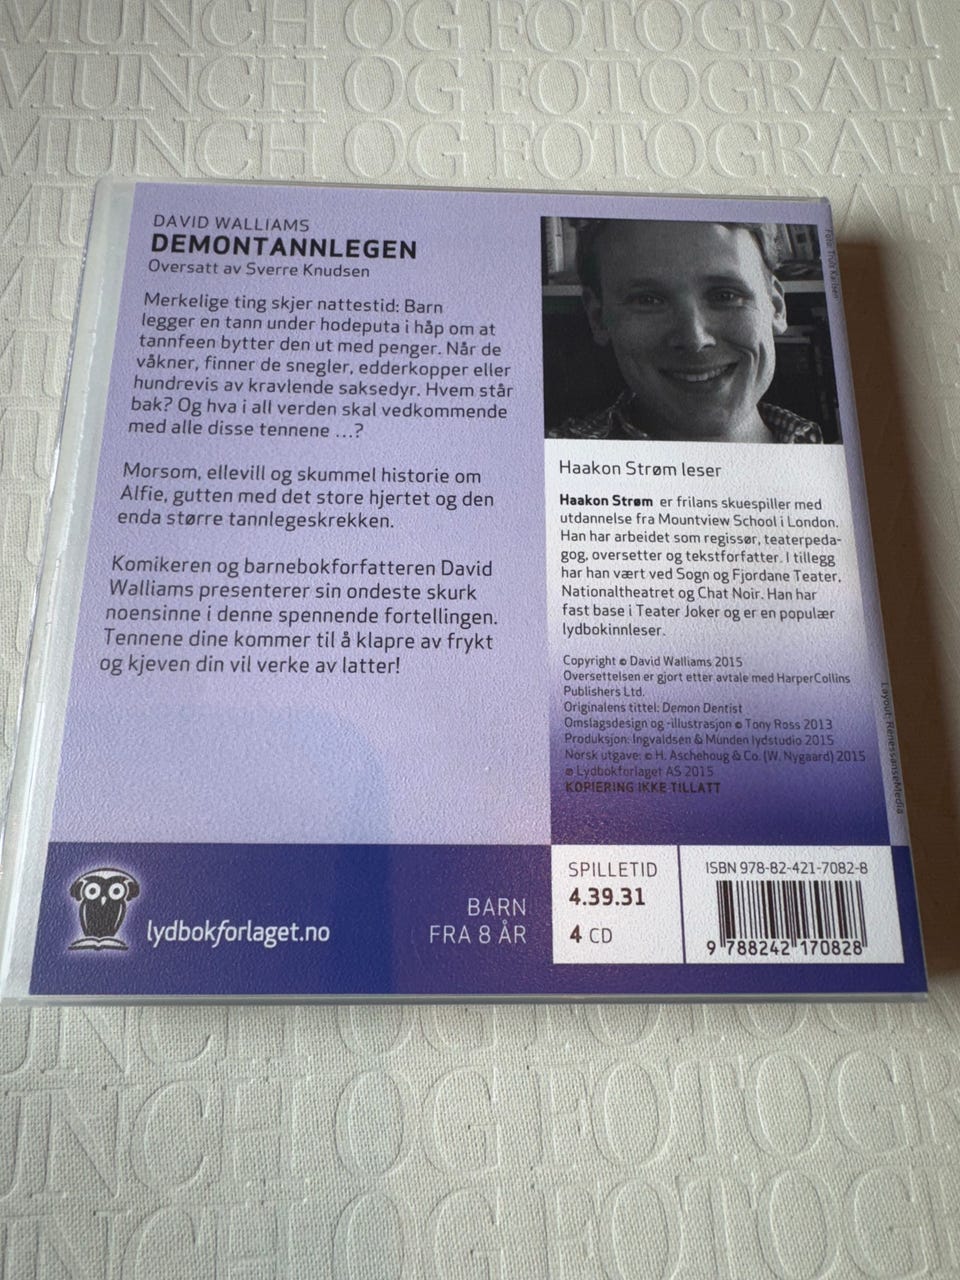 MUNCH OG FOTOGRAFI
MUNCH OG FOTOGRAFI
MUNCH OG FOTOGRAFI
DAVID WALLIAMS
DEMONTANNLEGEN
Oversatt av Sverre Knudsen
Merkelige ting skjer nattestid: Barn
legger en tann under hodeputa i håp om at
tannfeen bytter den ut med penger. Når de
våkner, finner de snegler, edderkopper eller
hundrevis av kravlende saksedyr. Hvem står
bak? Og hva i all verden skal vedkommende
med alle disse tennene ...?
Morsom, ellevill og skummel historie om
Alfie, gutten med det store hjertet og den
enda større tannlegeskrekken.
Komikeren og barnebokforfatteren David
Walliams presenterer sin ondeste skurk
noensinne i denne spennende fortellingen.
Tennene dine kommer til å klapre av frykt
og kjeven din vil verke av latter!
Foto: Truls Karlsen
Haakon Strøm leser
Haakon Strøm er frilans skuespiller med
utdannelse fra Mountview School i London.
Han har arbeidet som regissør, teaterpeda-
gog, oversetter og tekstforfatter. I tillegg
har han vært ved Sogn og Fjordane Teater,
Nationaltheatret og Chat Noir. Han har
fast base i Teater Joker og er en populær
lydbokinnleser.
Copyright © David Walliams 2015
Oversettelsen er gjort etter avtale med HarperCollins
Publishers Ltd.
Originalens tittel: Demon Dentist
Omslagsdesign og -illustrasjon © Tony Ross 2013
Produksjon: Ingvaldsen & Munden lydstudio 2015
Norsk utgave: © H. Aschehoug & Co. (W. Nygaard) 2015
℗ Lydbokforlaget AS 2015
KOPIERING IKKE TILLATT
Layout: RenessanseMedia
lydbokforlaget.no
BARN
FRA 8 ÅR
SPILLETID
4.39.31
4 CD
ISBN 978-82-421-7082-8
9 788242 170828
UNCH OG FOTOGRAFI
UNCH OG FOTOGRAF
UNCH OG FOTOGRAF